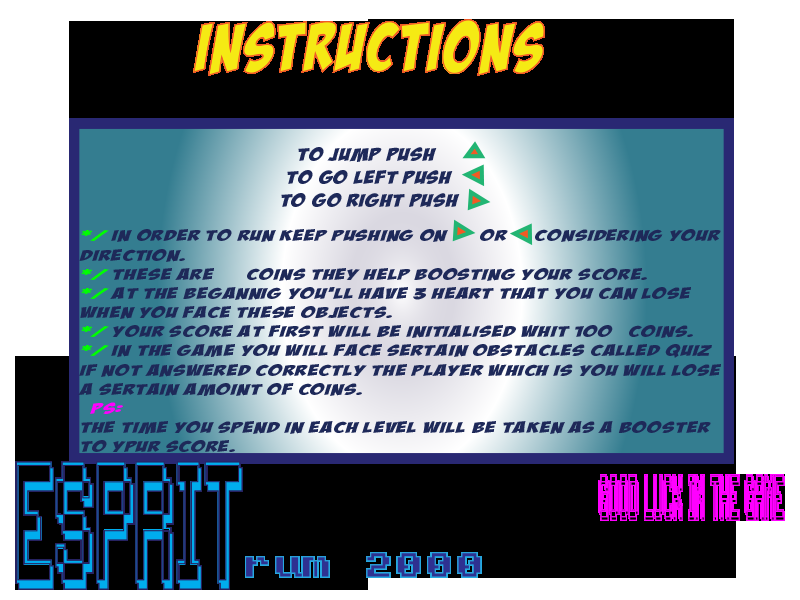 INSTRUCTIONS
TO JUMP PUSH
TO GO LEFT PUSH
TO GO RIGHT PUSH
*/ IN ORDER TO RUN KEEP PUSHING ON OR CONSIDERING YOUR
DIRECTION.
*/ THESE ARE COINS THEY HELP BOOSTING YOUR SCORE.
*/ AT THE BEGANNIG YOU'LL HAVE 3 HEART THAT YOU CAN LOSE
WHEN YOU FACE THESE OBJECTS.
*/ YOUR SCORE AT FIRST WILL BE INITIALISED WHIT 100 COINS.
*/ IN THE GAME YOU WILL FACE SERTAIN OBSTACLES CALLED QUIZ
IF NOT ANSWERED CORRECTLY THE PLAYER WHICH IS YOU WILL LOSE
A SERTAIN AMOINT OF COINS.
PS:
THE TIME YOU SPEND IN EACH LEVEL WILL BE TAKEN AS A BOOSTER
TO YPUR SCORE.
ESPRIT
rum 2000
GOOD LUCK IN THE GAME